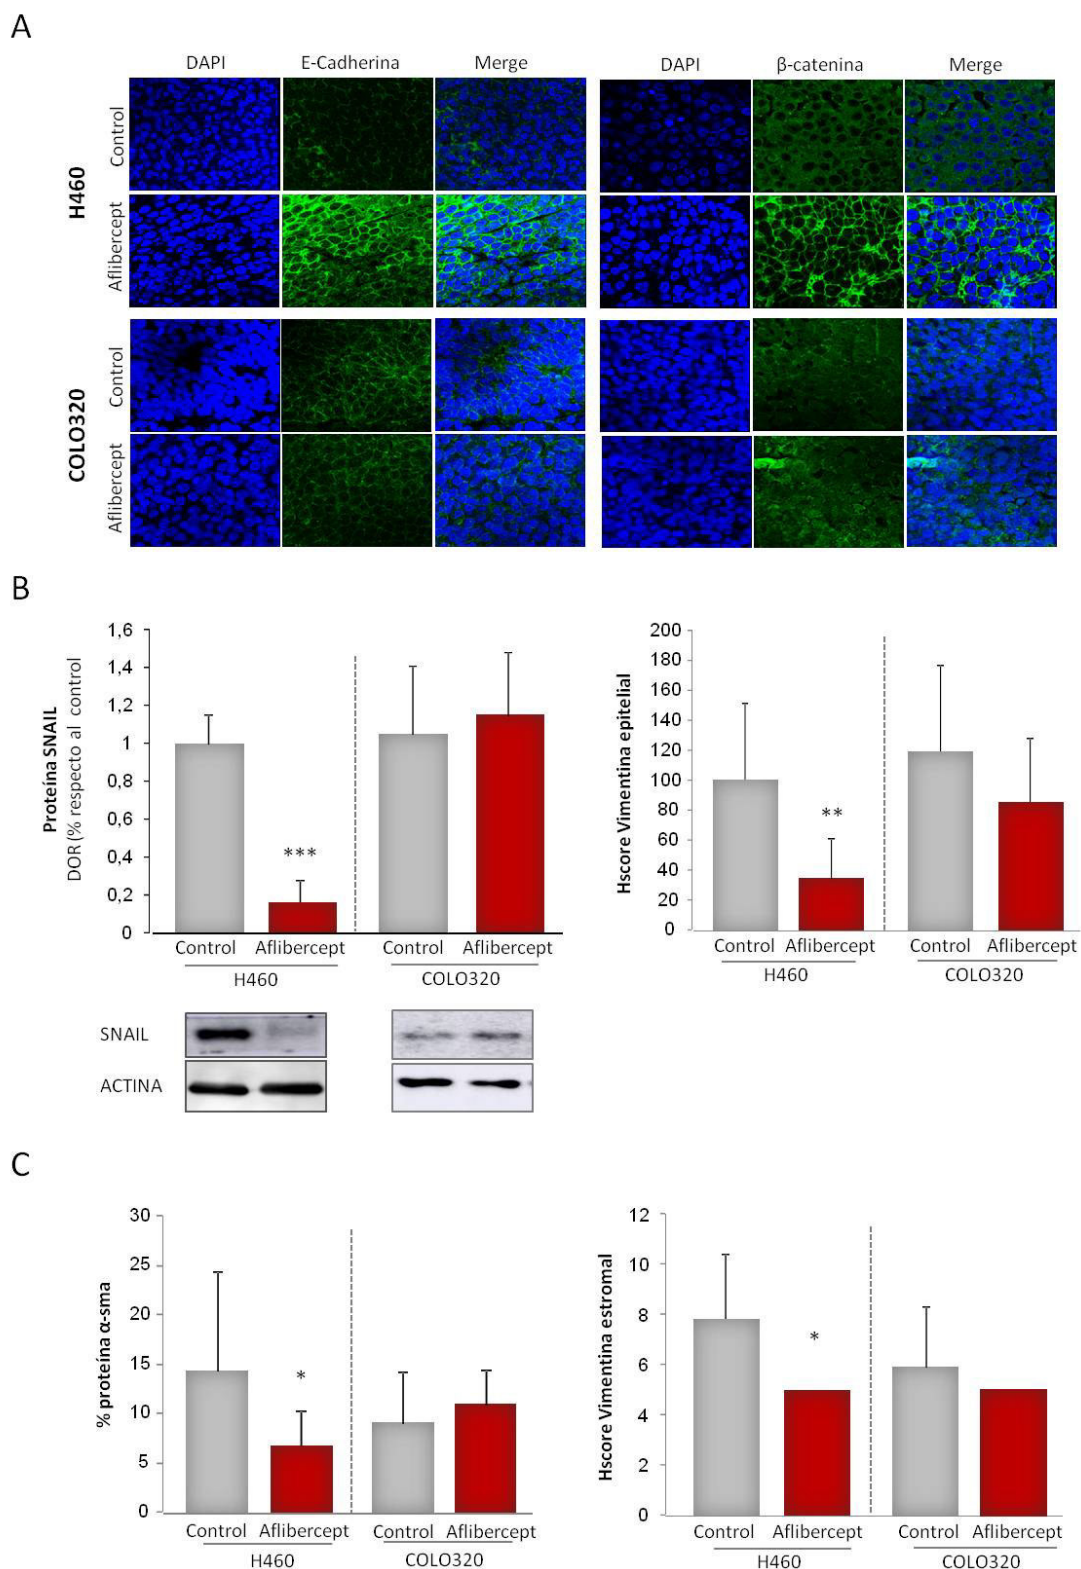 A
DAPI E-Cadherina Merge DAPI β-catenina Merge
H460
Control
Aflibercept
COLO320
Control
Aflibercept
B
Proteína SNAIL
DOR (% respecto al control
1,6
1,4
1,2
1
0,8
0,6
0,4
0,2
0
***
Control Aflibercept Control Aflibercept
H460 COLO320
Hscore Vimentina epitelial
200
180
160
140
120
100
80
60
40
20
0
**
Control Aflibercept Control Aflibercept
H460 COLO320
SNAIL
ACTINA
C
% proteína α-sma
30
25
20
15
10
5
0
*
Control Aflibercept Control Aflibercept
H460 COLO320
Hscore Vimentina estromal
12
10
8
6
4
2
0
*
Control Aflibercept Control Aflibercept
H460 COLO320